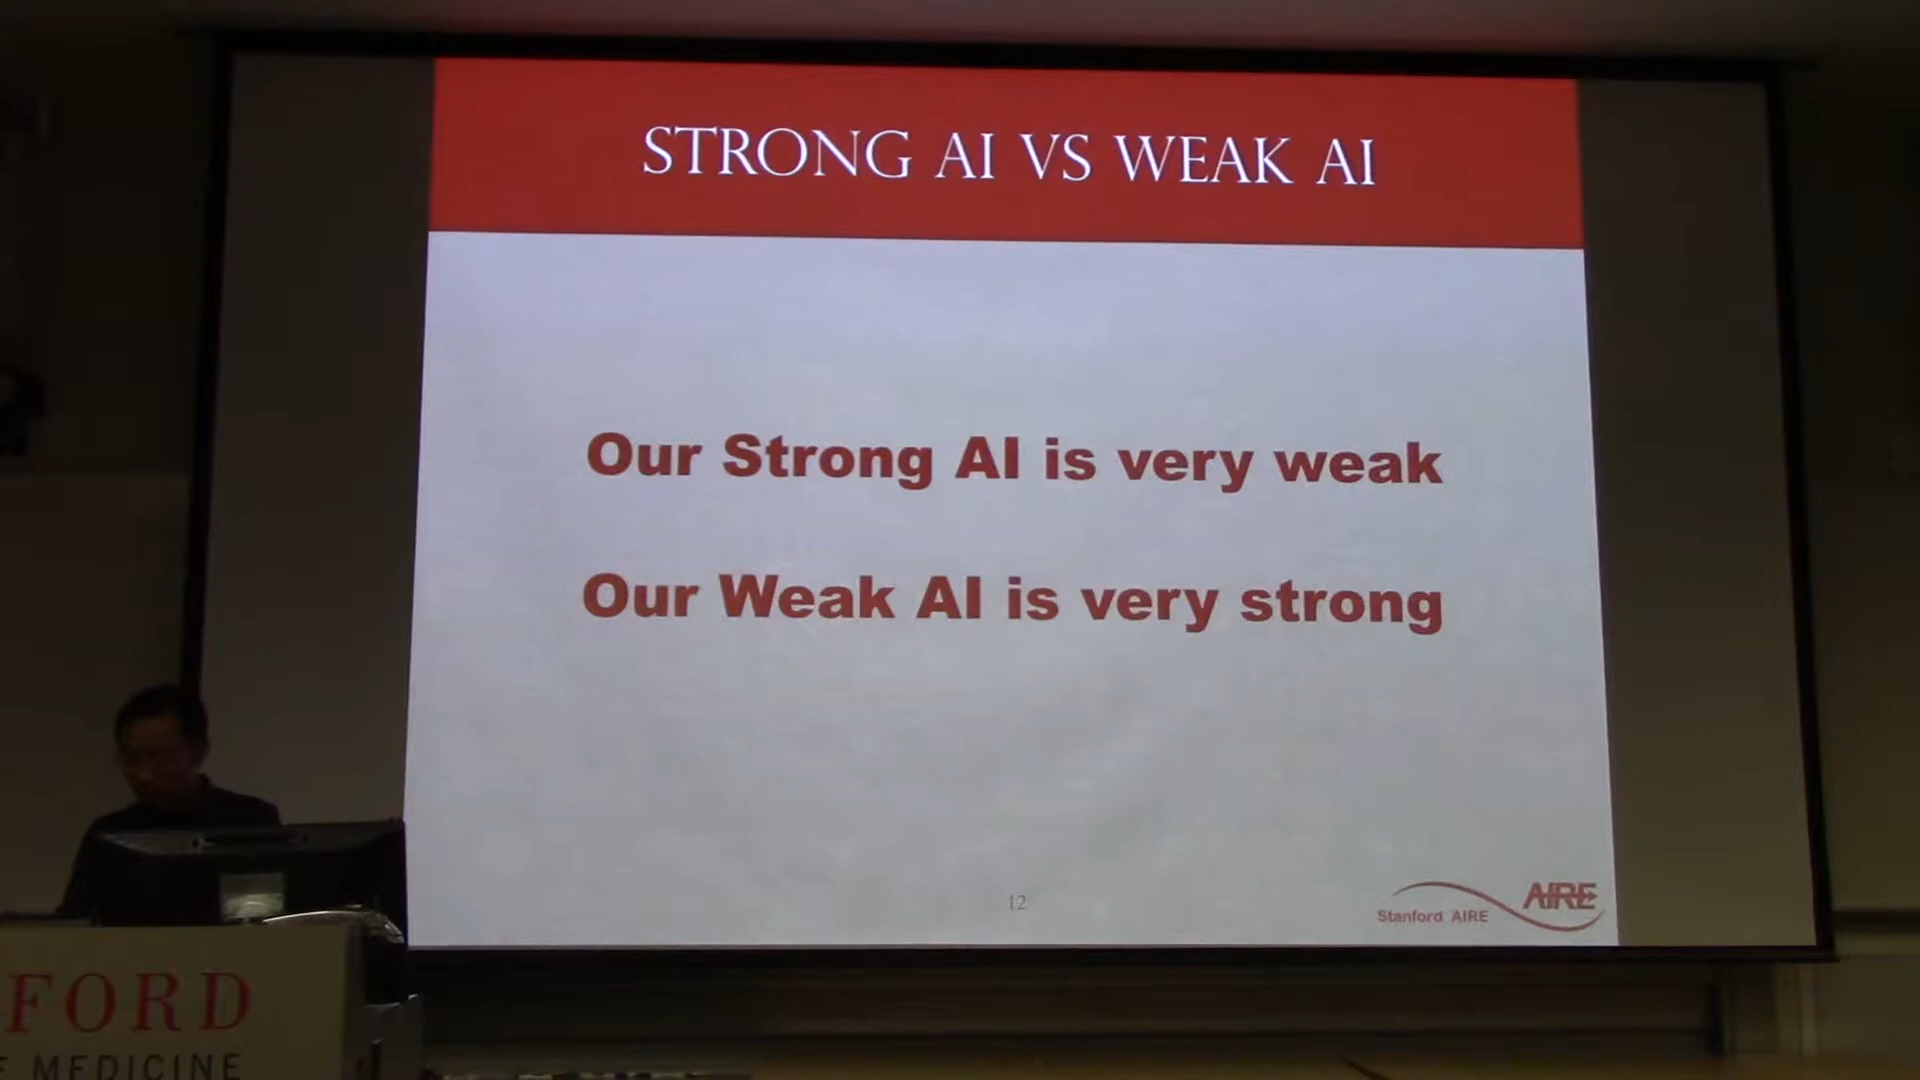 STRONG AI VS WEAK AI
Our Strong AI is very weak
Our Weak AI is very strong
12
Stanford AIRE
AIRE
FORD
MEDICINE